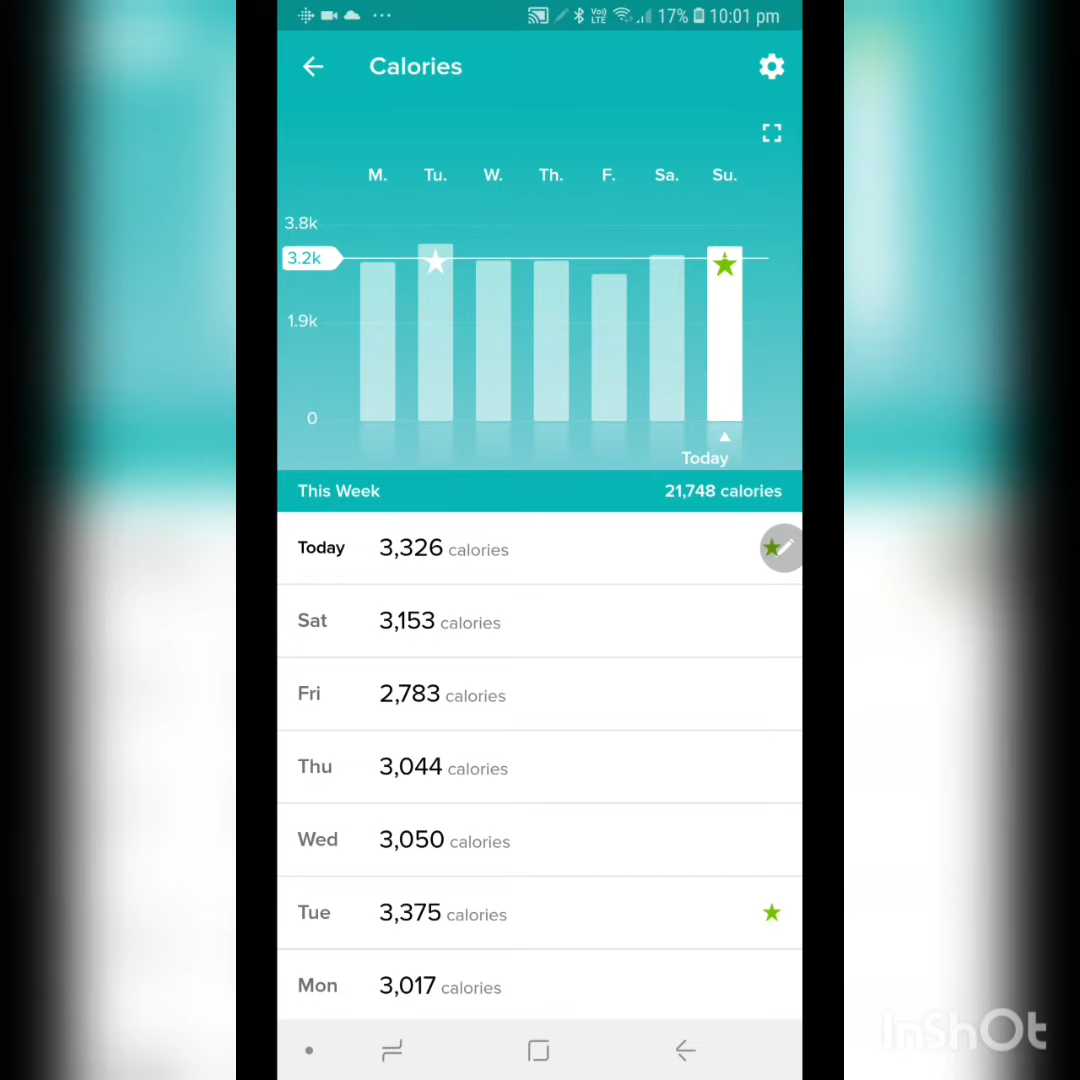 VoD LTE 17% 10:01 pm
Calories
M. Tu. W. Th. F. Sa. Su.
3.8k
3.2k
1.9k
0
Today
This Week 21,748 calories
Today 3,326 calories
Sat 3,153 calories
Fri 2,783 calories
Thu 3,044 calories
Wed 3,050 calories
Tue 3,375 calories
Mon 3,017 calories
InShOt